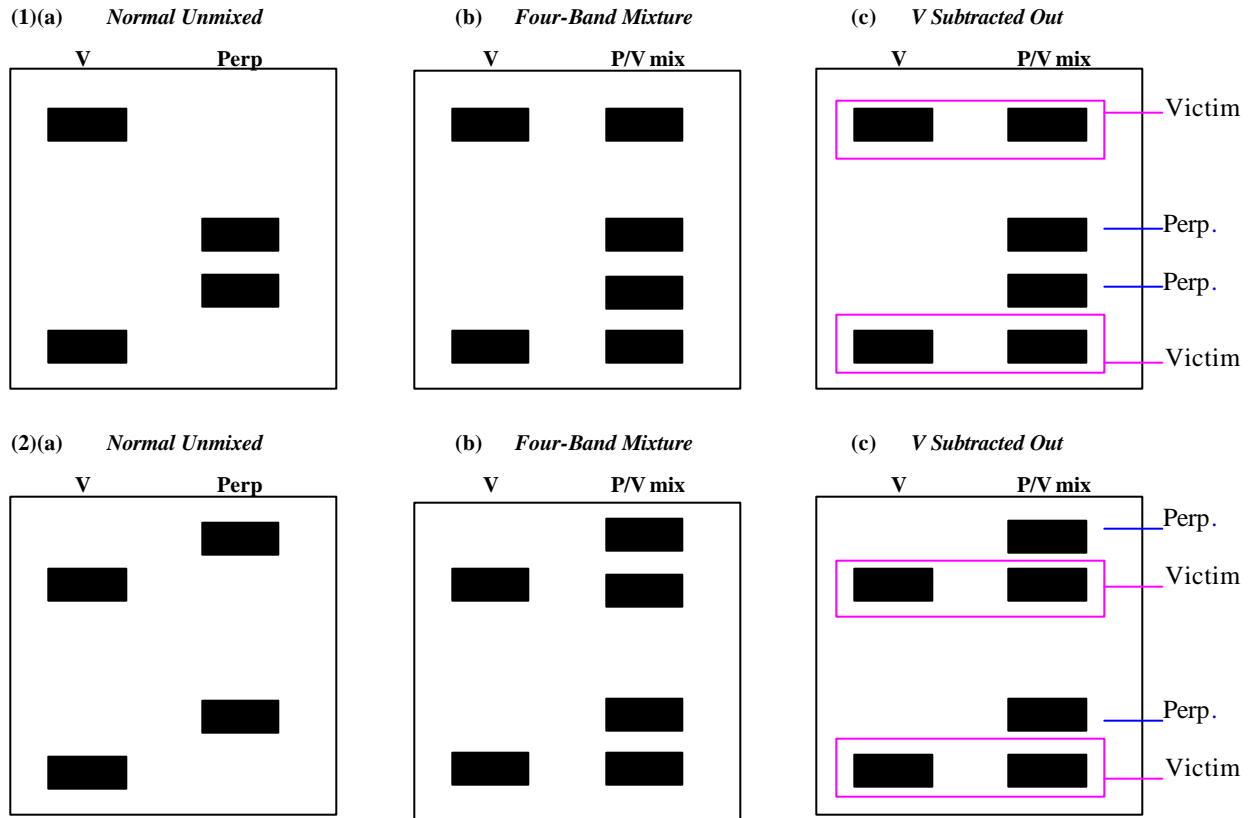 (1)(a) Normal Unmixed (b) Four-Band Mixture (c) V Subtracted Out
V Perp V P/V mix V P/V mix
Victim
Perp.
Perp.
Victim
(2)(a) Normal Unmixed (b) Four-Band Mixture (c) V Subtracted Out
V Perp V P/V mix V P/V mix
Perp.
Victim
Perp.
Victim